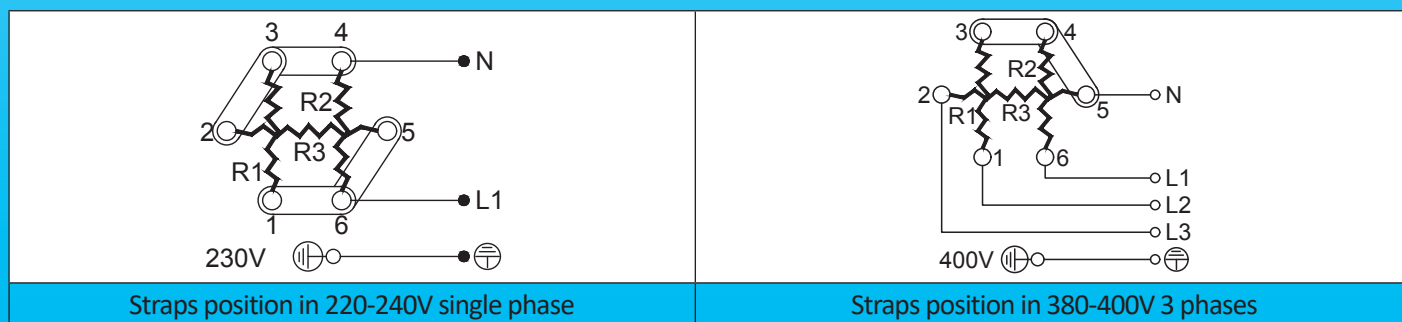 3 4
N
R2
2 5
R3
R1
L1
1 6
230V
Straps position in 220-240V single phase
3 4
R2
2 5 N
R1 R3
1 6
L1
L2
L3
400V
Straps position in 380-400V 3 phases